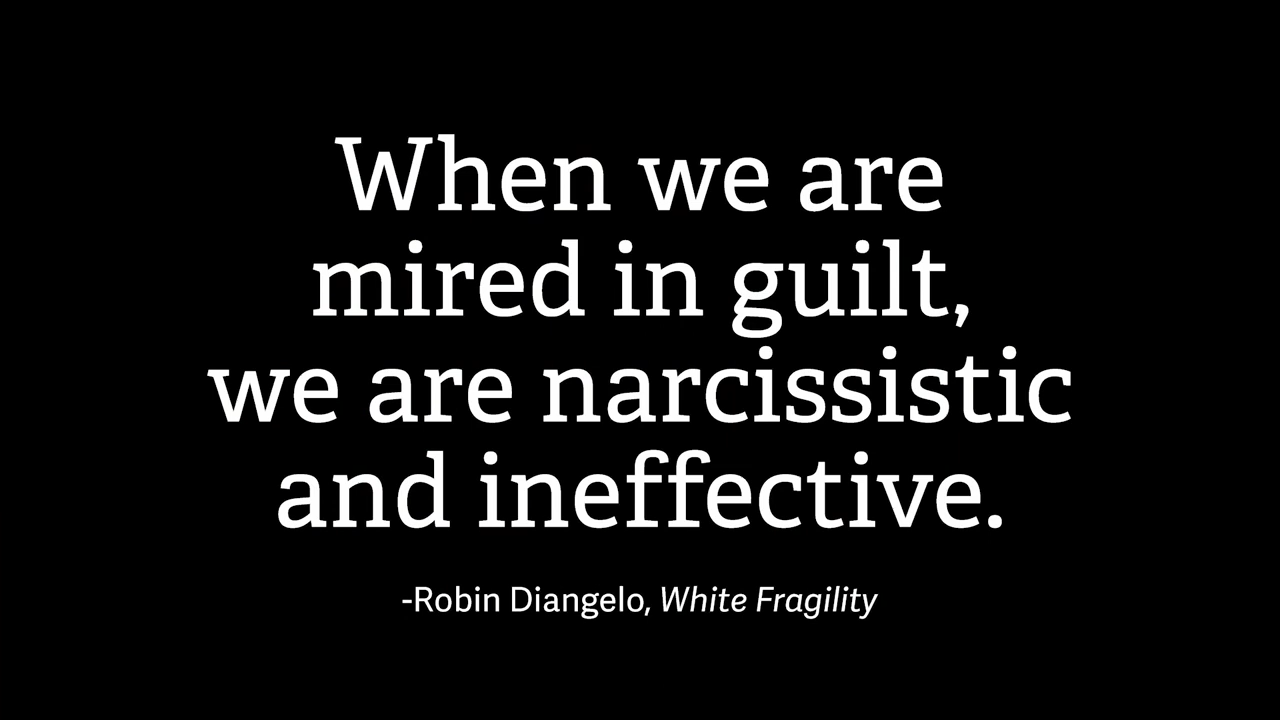 When we are
mired in guilt,
we are narcissistic
and ineffective.
-Robin Diangelo, White Fragility